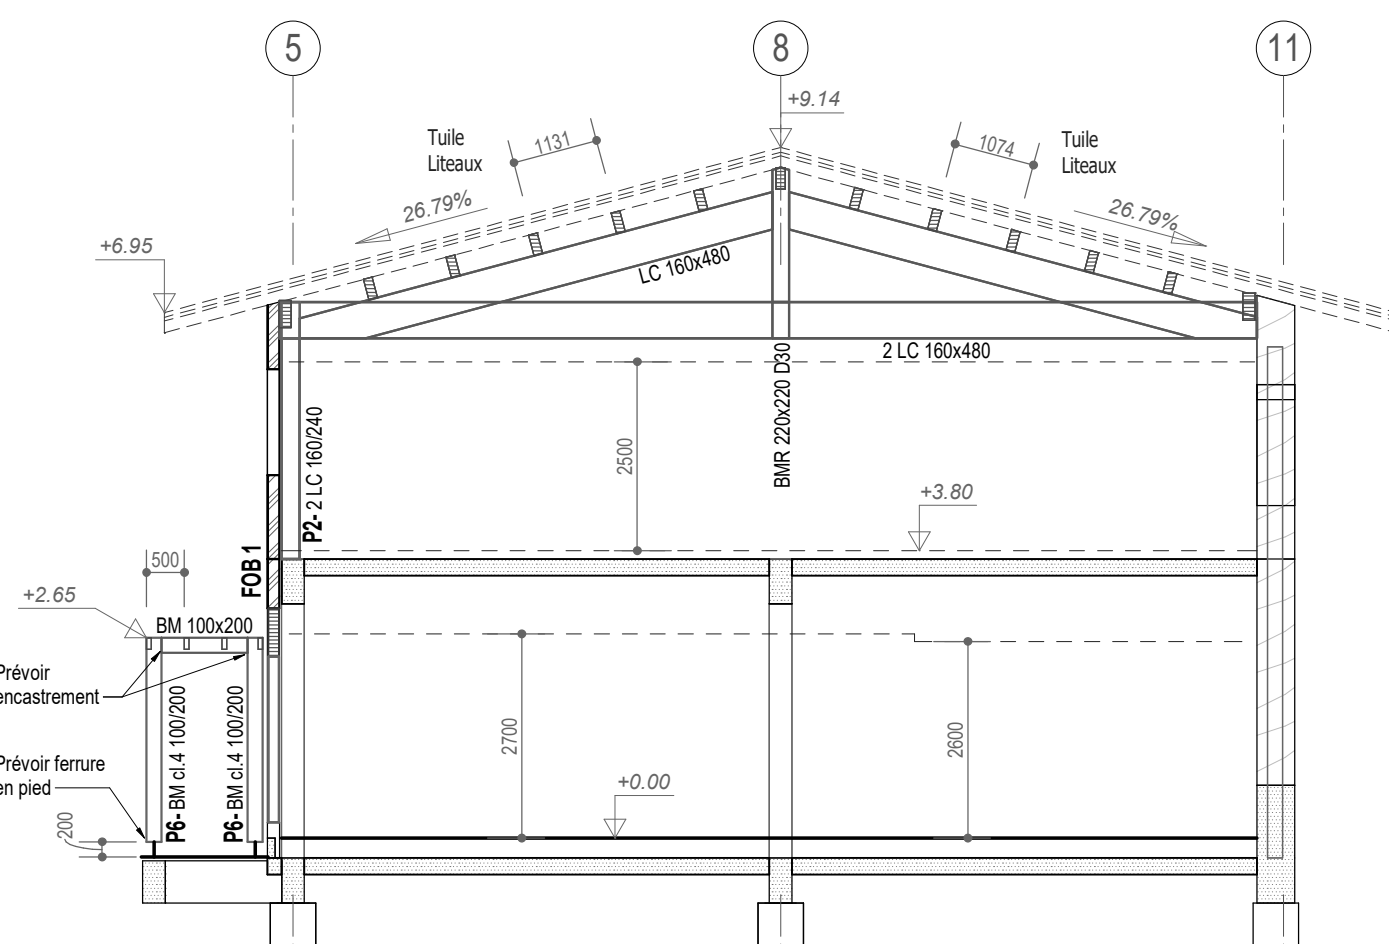 5
8
11
+9.14
Tuile
Liteaux
1131
1074
Tuile
Liteaux
26.79%
26.79%
+6.95
LC 160x480
2 LC 160x480
P2- 2 LC 160/240
2500
BMR 220x220 D30
+3.80
500
FOB 1
+2.65
BM 100x200
Prévoir
encastrement
P6- BM cl.4 100/200
P6- BM cl.4 100/200
2700
2600
Prévoir ferrure
en pied
+0.00
200